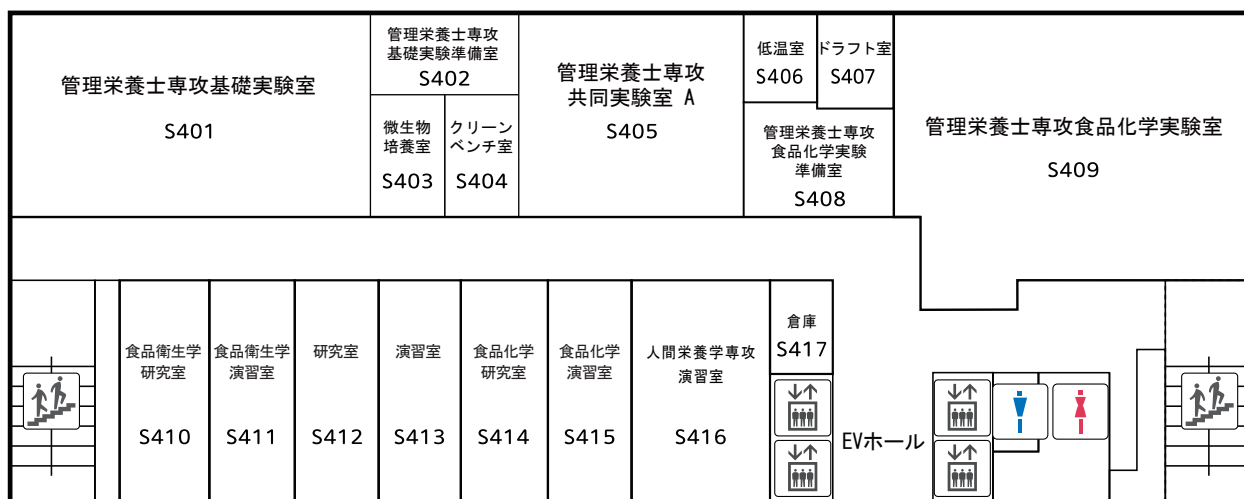 管理栄養士専攻基礎実験室
S401
管理栄養士専攻
基礎実験準備室
S402
微生物
培養室
S403
クリーン
ベンチ室
S404
管理栄養士専攻
共同実験室 A
S405
低温室
S406
ドラフト室
S407
管理栄養士専攻
食品化学実験
準備室
S408
管理栄養士専攻食品化学実験室
S409
食品衛生学
研究室
S410
食品衛生学
演習室
S411
研究室
S412
演習室
S413
食品化学
研究室
S414
食品化学
演習室
S415
人間栄養学専攻
演習室
S416
倉庫
S417
EVホール